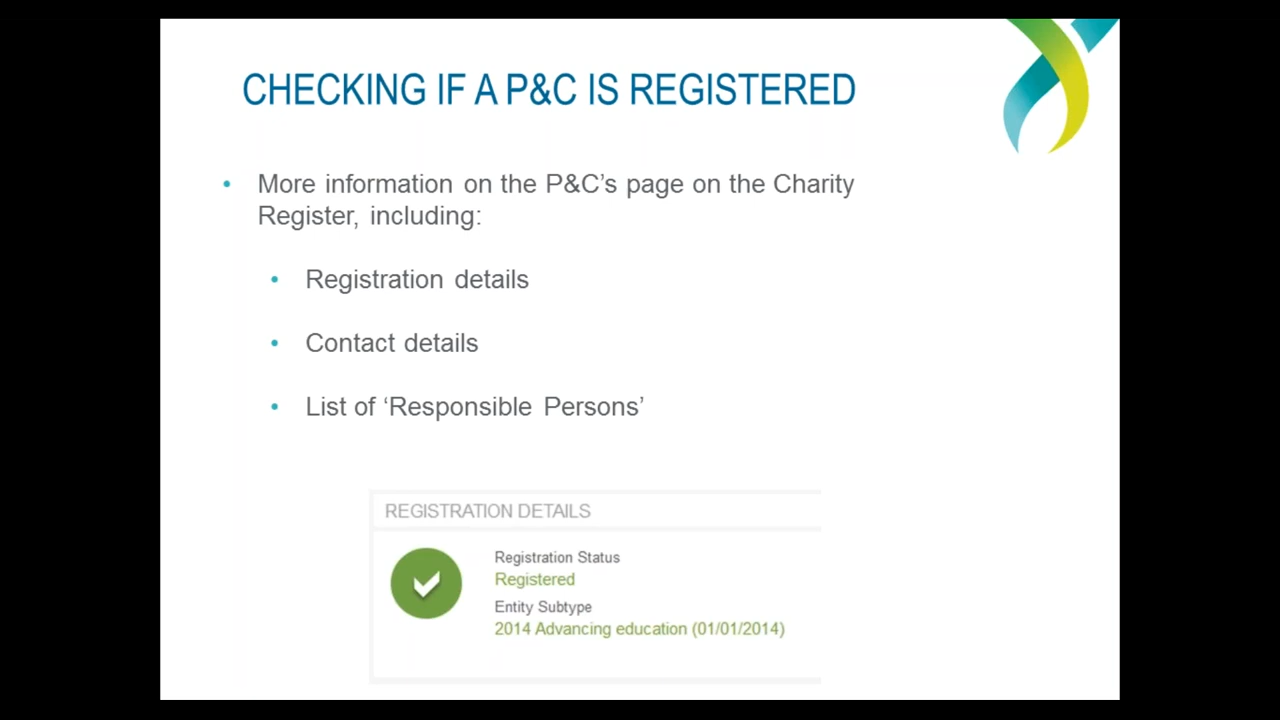 CHECKING IF A P&C IS REGISTERED
• More information on the P&C’s page on the Charity
Register, including:
• Registration details
• Contact details
• List of ‘Responsible Persons’
REGISTRATION DETAILS
Registration Status
Registered
Entity Subtype
2014 Advancing education (01/01/2014)